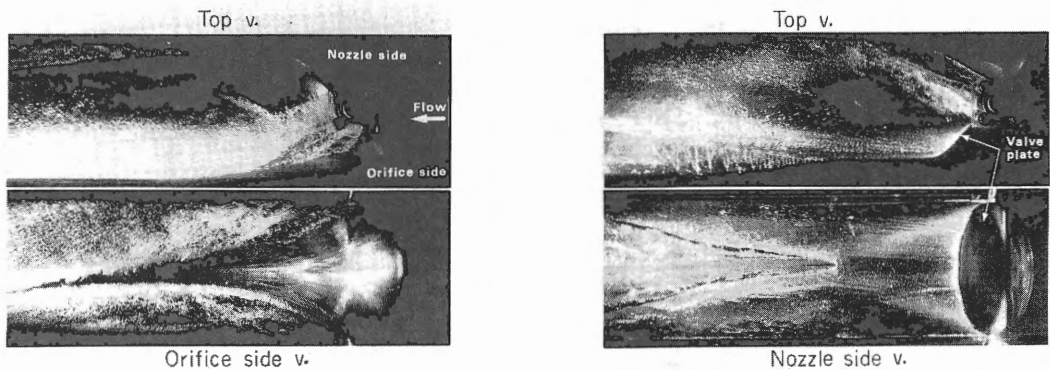 Top v.
Nozzle side
Flow
Orifice side
Orifice side v.
Top v.
Valve
plate
Nozzle side v.